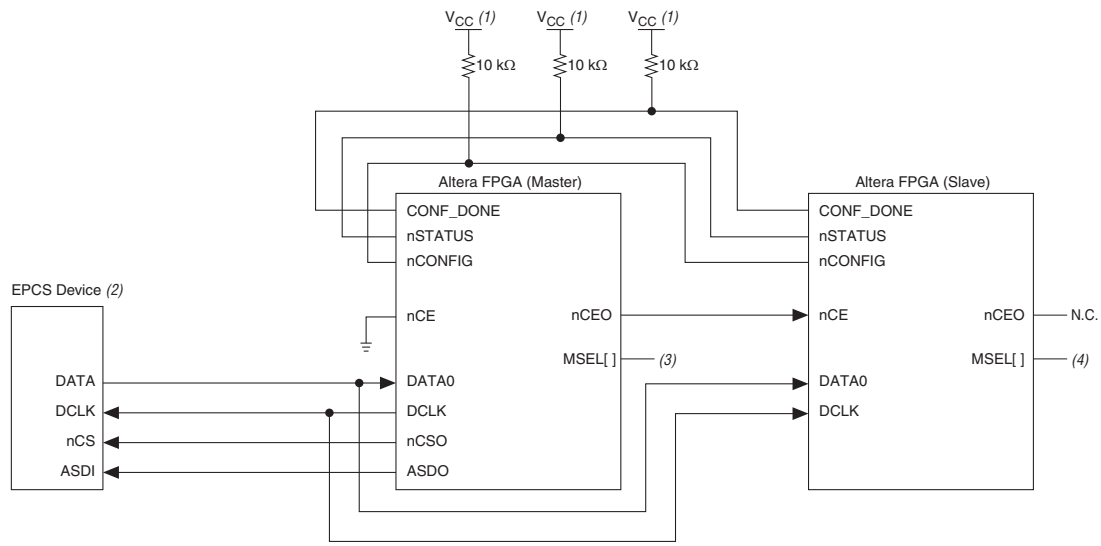 VCC (1) VCC (1) VCC (1)
10 kΩ 10 kΩ 10 kΩ
Altera FPGA (Master)
CONF_DONE
nSTATUS
nCONFIG
nCE
nCEO
MSEL[ ] (3)
DATA0
DCLK
nCSO
ASDO
Altera FPGA (Slave)
CONF_DONE
nSTATUS
nCONFIG
nCE
nCEO N.C.
MSEL[ ] (4)
DATA0
DCLK
EPCS Device (2)
DATA
DCLK
nCS
ASDI